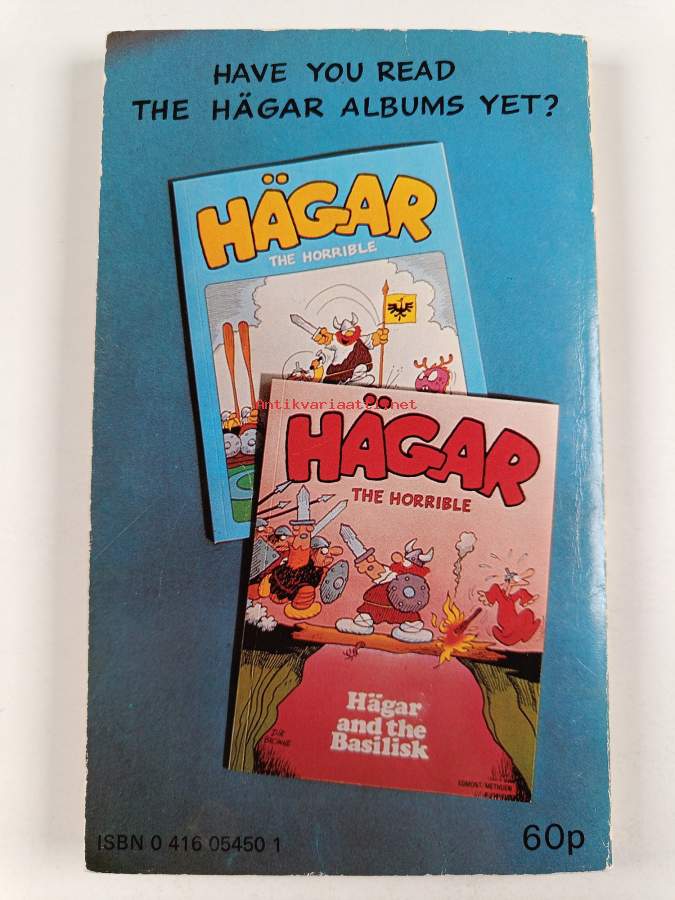 HAVE YOU READ
THE HÄGAR ALBUMS YET?
HÄGAR
THE HORRIBLE
Antikvariaatti.net
HÄGAR
THE HORRIBLE
Hägar
and the
Basilisk
DIK
BROWNE
EGMONT/METHUEN
ISBN 0 416 05450 1
60p